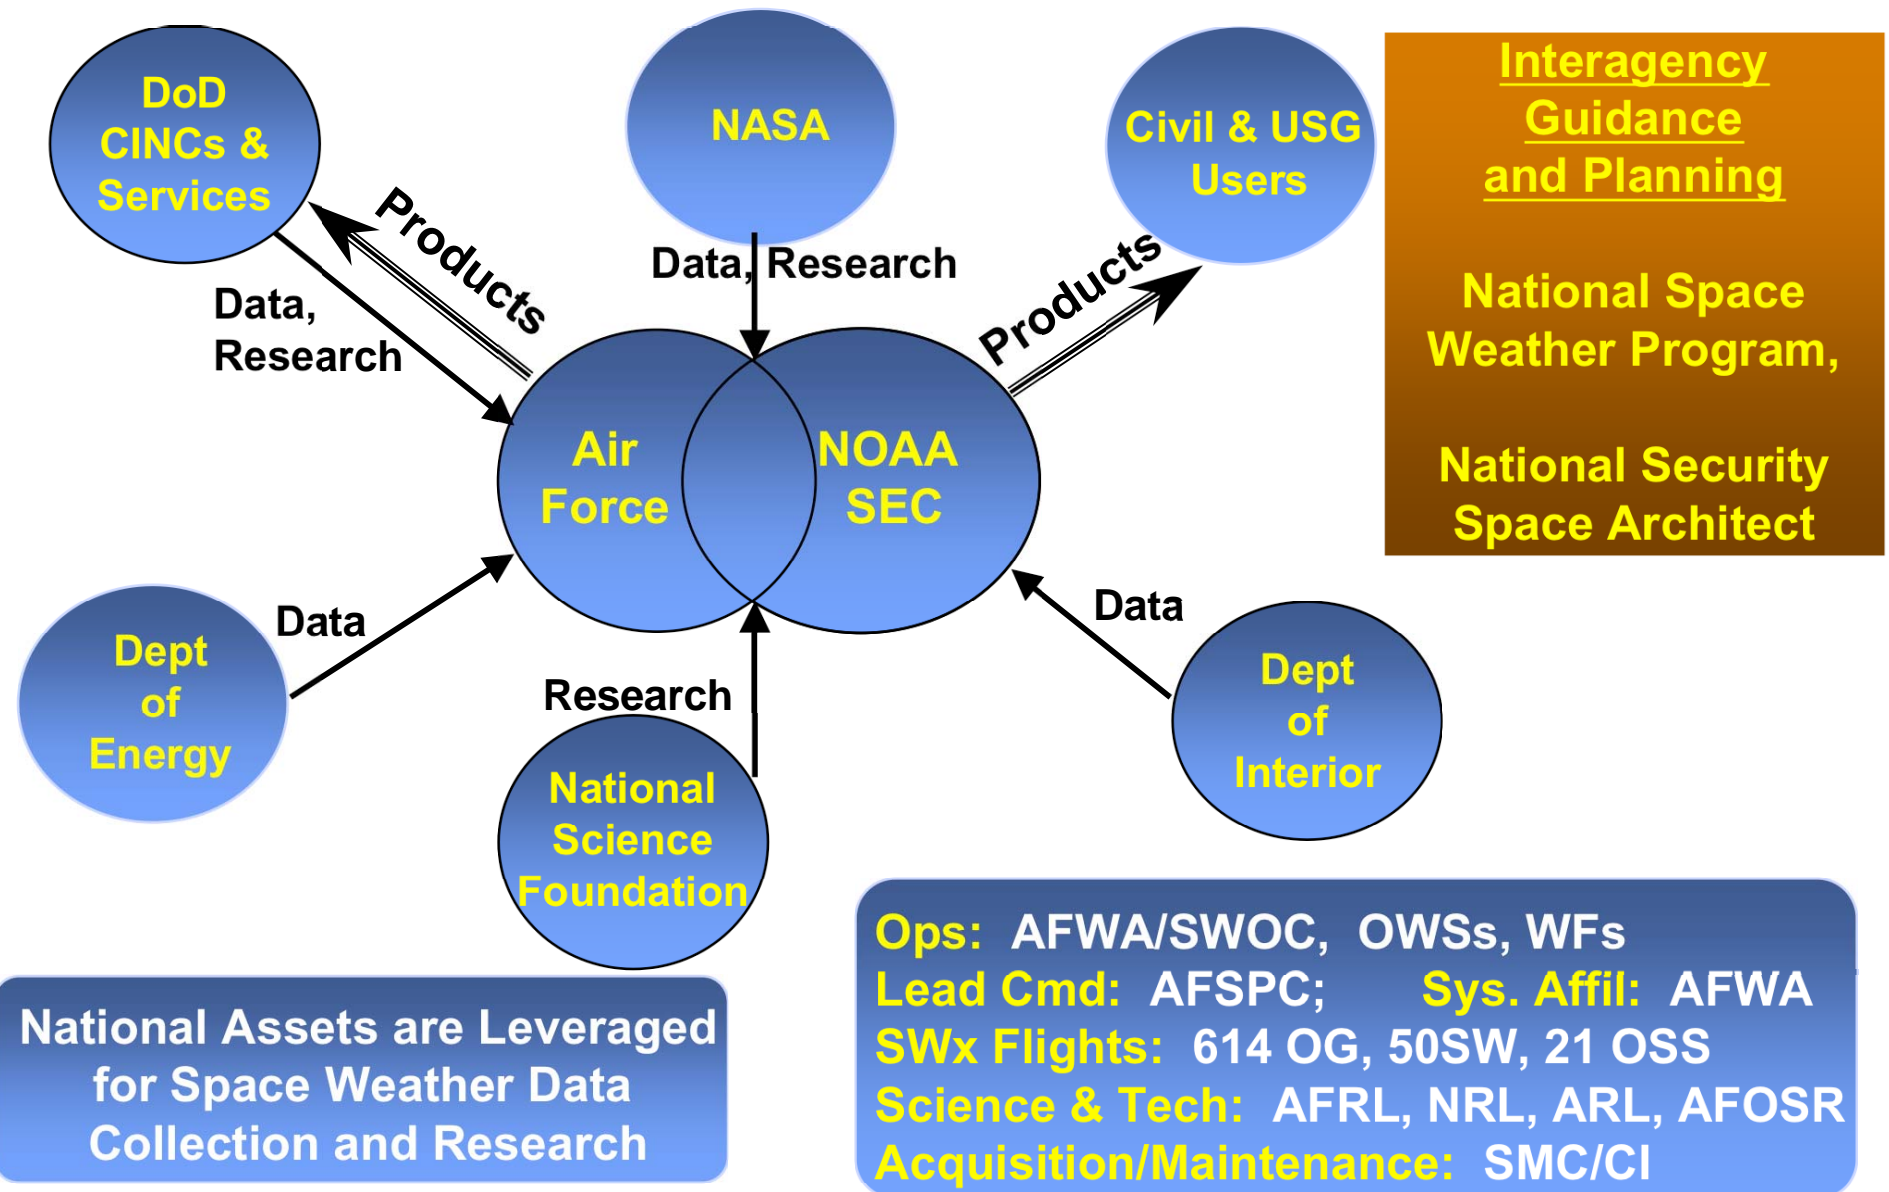 DoD
CINCs &
Services
NASA
Civil & USG
Users
Interagency
Guidance
and Planning
National Space
Weather Program,
National Security
Space Architect
Products
Data,
Research
Data, Research
Products
Air
Force
NOAA
SEC
Data
Dept
of
Energy
Research
National
Science
Foundation
Data
Dept
of
Interior
National Assets are Leveraged
for Space Weather Data
Collection and Research
Ops: AFWA/SWOC, OWSs, WFs
Lead Cmd: AFSPC; Sys. Affil: AFWA
SWx Flights: 614 OG, 50SW, 21 OSS
Science & Tech: AFRL, NRL, ARL, AFOSR
Acquisition/Maintenance: SMC/CI